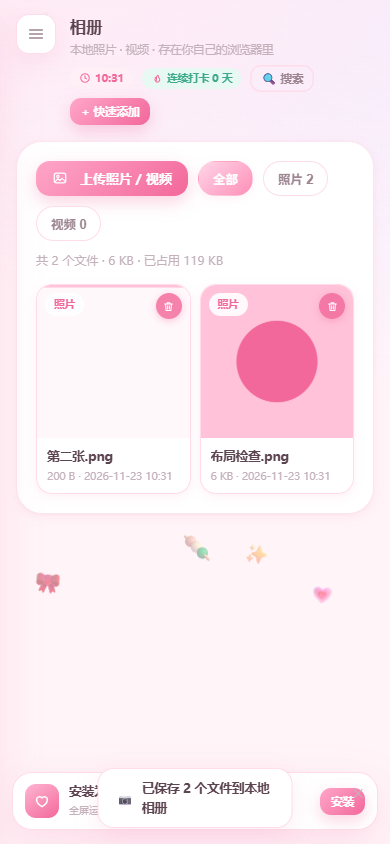 相册
本地照片 · 视频 · 存在你自己的浏览器里
10:31 连续打卡 0 天 搜索
+ 快速添加
上传照片 / 视频 全部 照片 2
视频 0
共 2 个文件 · 6 KB · 已占用 119 KB
照片 照片
第二张.png 布局检查.png
200 B · 2026-11-23 10:31 6 KB · 2026-11-23 10:31
已保存 2 个文件到本地
相册
安装
全屏 安装